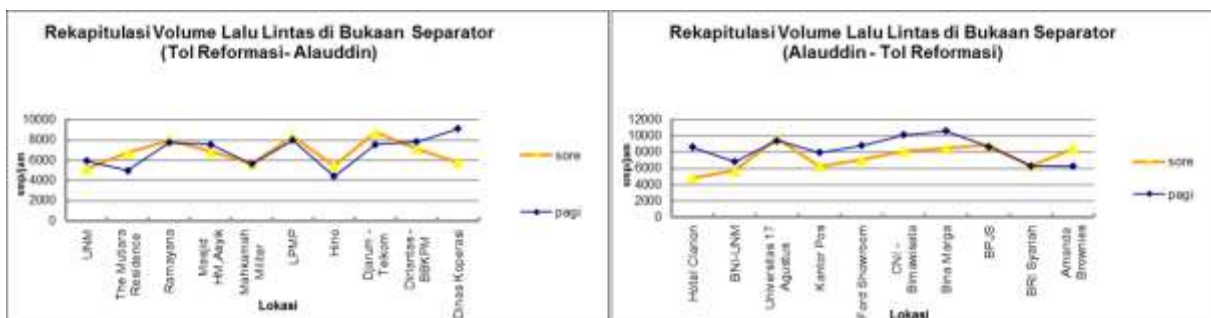 Rekapitulasi Volume Lalu Lintas di Bukaan Separator
(Tol Reformasi- Alauddin)
10000
8000
6000
4000
2000
0
smp/jam
UNM
The Mutiara
Residence
Ramayana
Masjid
HM.Asyik
Mahkamah
Militer
LPMP
Hino
Djarum -
Telkom
Dirlantas-
BBKPM
Dinas Koperasi
Lokasi
sore
pagi
Rekapitulasi Volume Lalu Lintas di Bukaan Separator
(Alauddin - Tol Reformasi)
12000
10000
8000
6000
4000
2000
0
smp/jam
Hotel Clarion
BNI-UNM
Universitas 17
Agustus
Kantor Pos
Ford Showroom
CNI -
Bimawisata
Bina Marga
BPJS
BRI Syariah
Amanda
Brownies
Lokasi
sore
pagi